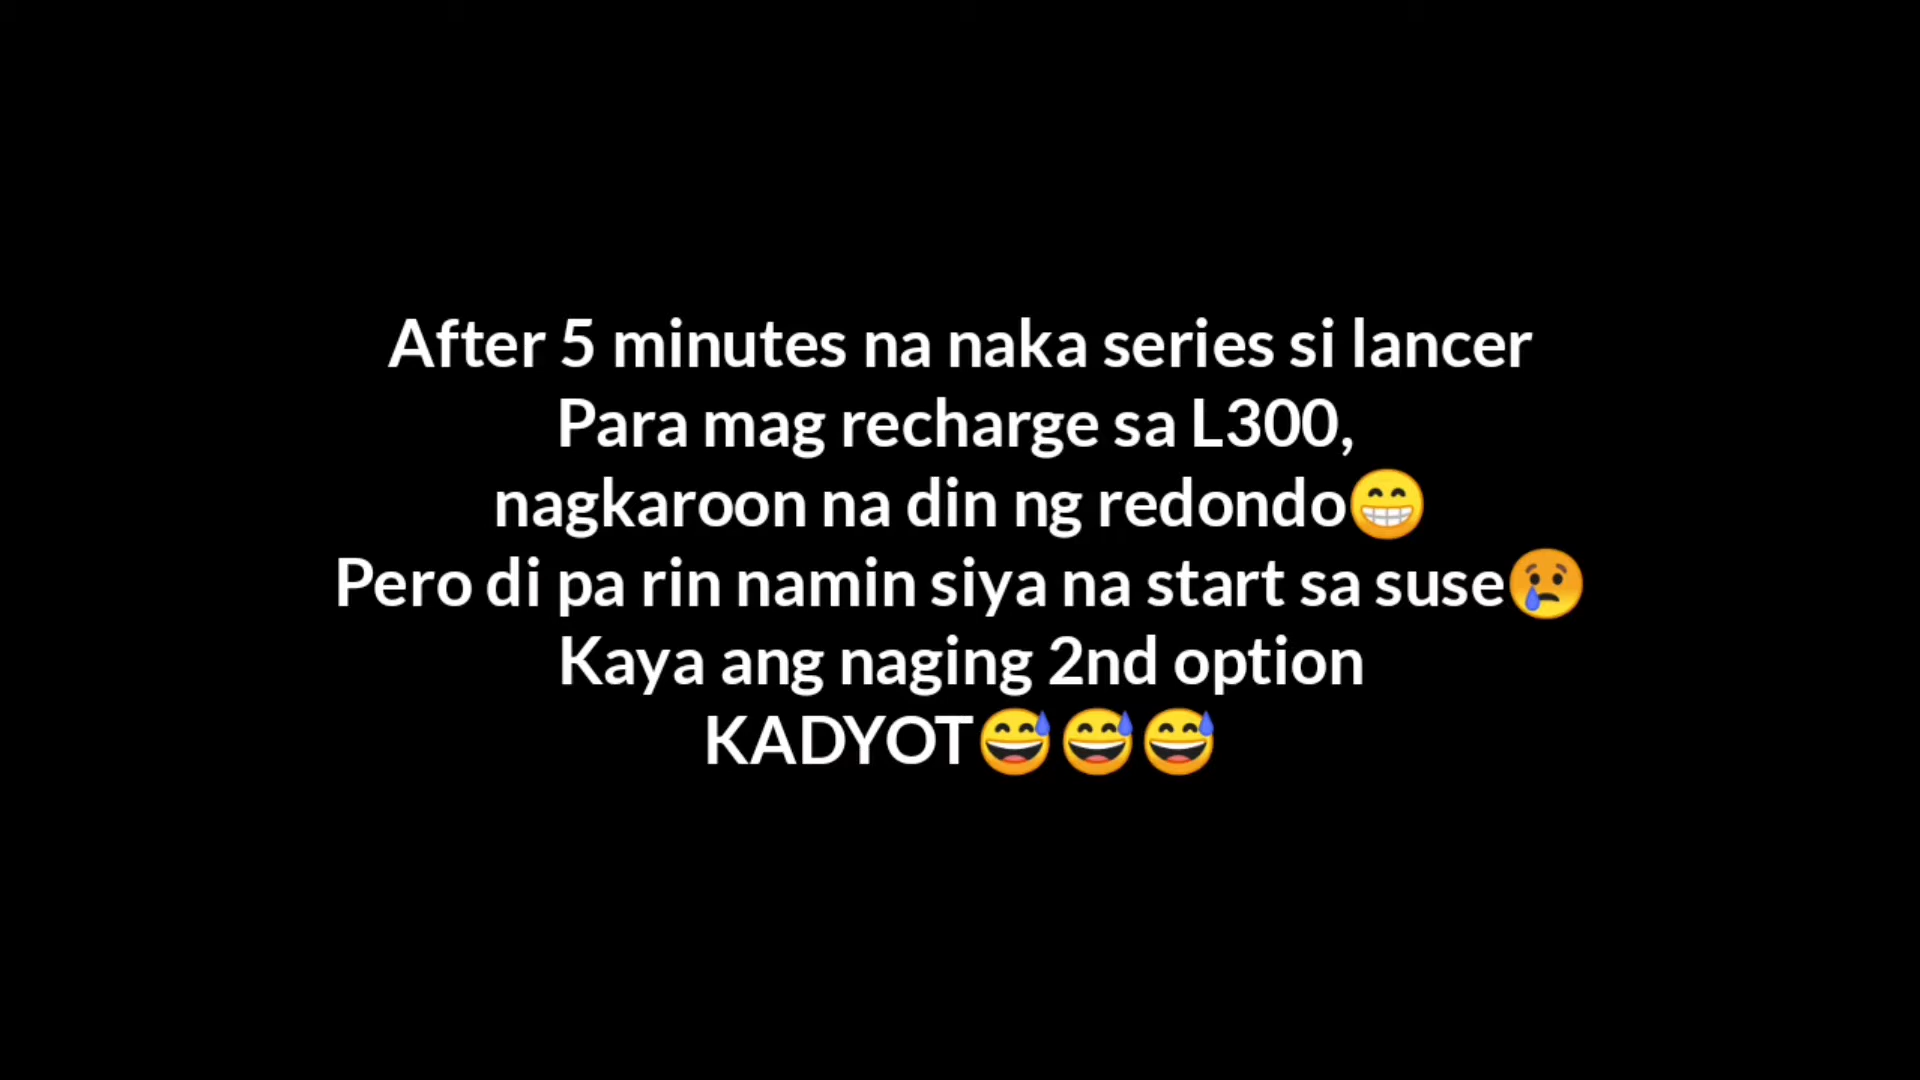 After 5 minutes na naka series si lancer
Para mag recharge sa L300,
nagkaroon na din ng redondo😁
Pero di pa rin namin siya na start sa suse😢
Kaya ang naging 2nd option
KADYOT😅😅😅